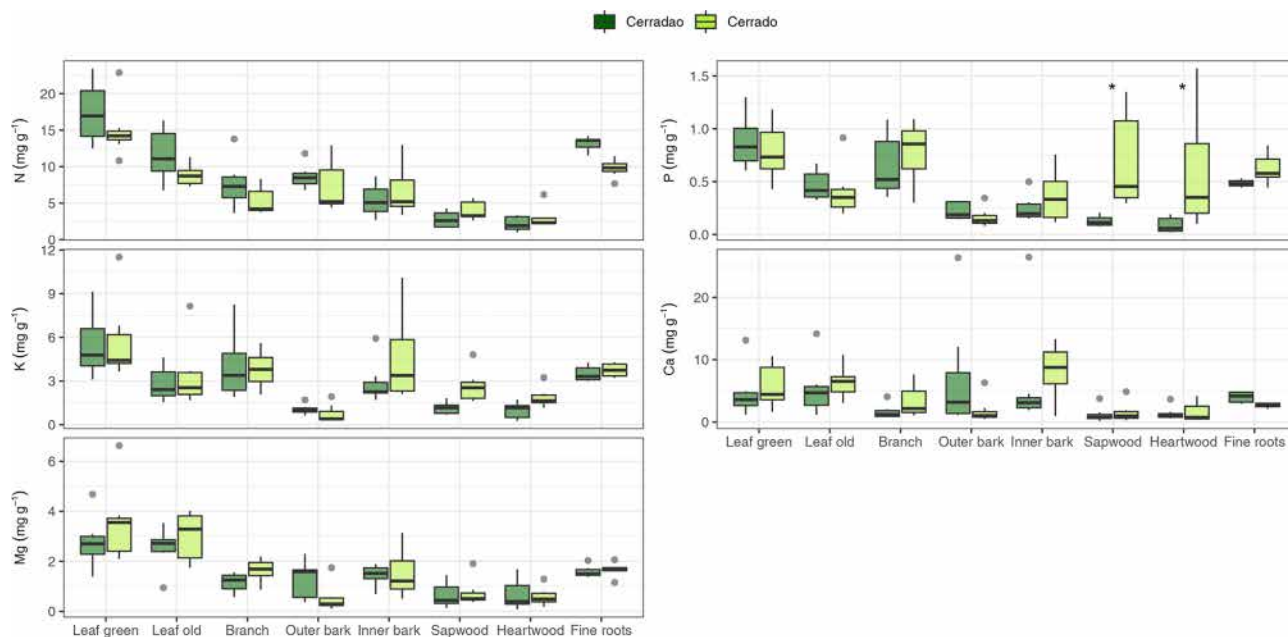 Cerradao Cerrado
N (mg g⁻¹)
20
15
10
5
0
P (mg g⁻¹)
1.5
1.0
0.5
0.0
* *
K (mg g⁻¹)
12
9
6
3
0
Ca (mg g⁻¹)
20
10
0
Leaf green Leaf old Branch Outer bark Inner bark Sapwood Heartwood Fine roots
Mg (mg g⁻¹)
6
4
2
0
Leaf green Leaf old Branch Outer bark Inner bark Sapwood Heartwood Fine roots